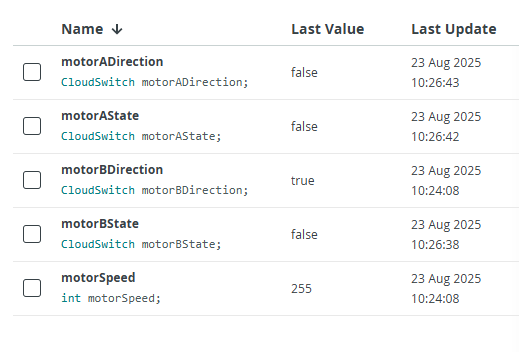 Name ↓ Last Value Last Update
motorADirection
CloudSwitch motorADirection;
false
23 Aug 2025
10:26:43
motorAState
CloudSwitch motorAState;
false
23 Aug 2025
10:26:42
motorBDirection
CloudSwitch motorBDirection;
true
23 Aug 2025
10:24:08
motorBState
CloudSwitch motorBState;
false
23 Aug 2025
10:26:38
motorSpeed
int motorSpeed;
255
23 Aug 2025
10:24:08